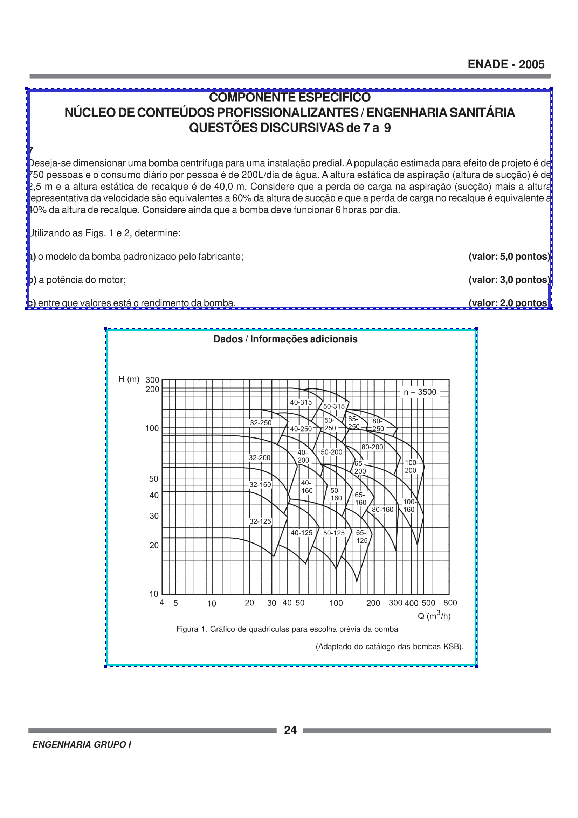 ENADE - 2005
COMPONENTE ESPECÍFICO
NÚCLEO DE CONTEÚDOS PROFISSIONALIZANTES / ENGENHARIA SANITÁRIA
QUESTÕES DISCURSIVAS de 7 a 9
7
Deseja-se dimensionar uma bomba centrífuga para uma instalação predial. A população estimada para efeito de projeto é de
750 pessoas e o consumo diário por pessoa é de 200L/dia de água. A altura estática de aspiração (altura de sucção) é de
2,5 m e a altura estática de recalque é de 40,0 m. Considere que a perda de carga na aspiração (sucção) mais a altura
representativa da velocidade são equivalentes a 60% da altura de sucção e que a perda de carga no recalque é equivalente a
40% da altura de recalque. Considere ainda que a bomba deve funcionar 6 horas por dia.
Utilizando as Figs. 1 e 2, determine:
a) o modelo da bomba padronizado pelo fabricante; (valor: 5,0 pontos)
b) a potência do motor; (valor: 3,0 pontos)
c) entre que valores está o rendimento da bomba. (valor: 2,0 pontos)
Dados / Informações adicionais
H (m) 300
200
100
50
40
30
20
10
n = 3500
40-315
50-315
32-250
40-250
50-
250
65-
250
80-
250
32-200
40-
200
50-200
65-
200
80-200
100-
200
32-160
40-
160
50-
160
65-
160
80-160
100-
160
32-125
40-125
50-125
65-
125
4 5 10 20 30 40 50 100 200 300 400 500 800
Q (m3/h)
Figura 1. Gráfico de quadrículas para escolha prévia da bomba
(Adaptado do catálogo das bombas KSB).
24
ENGENHARIA GRUPO I